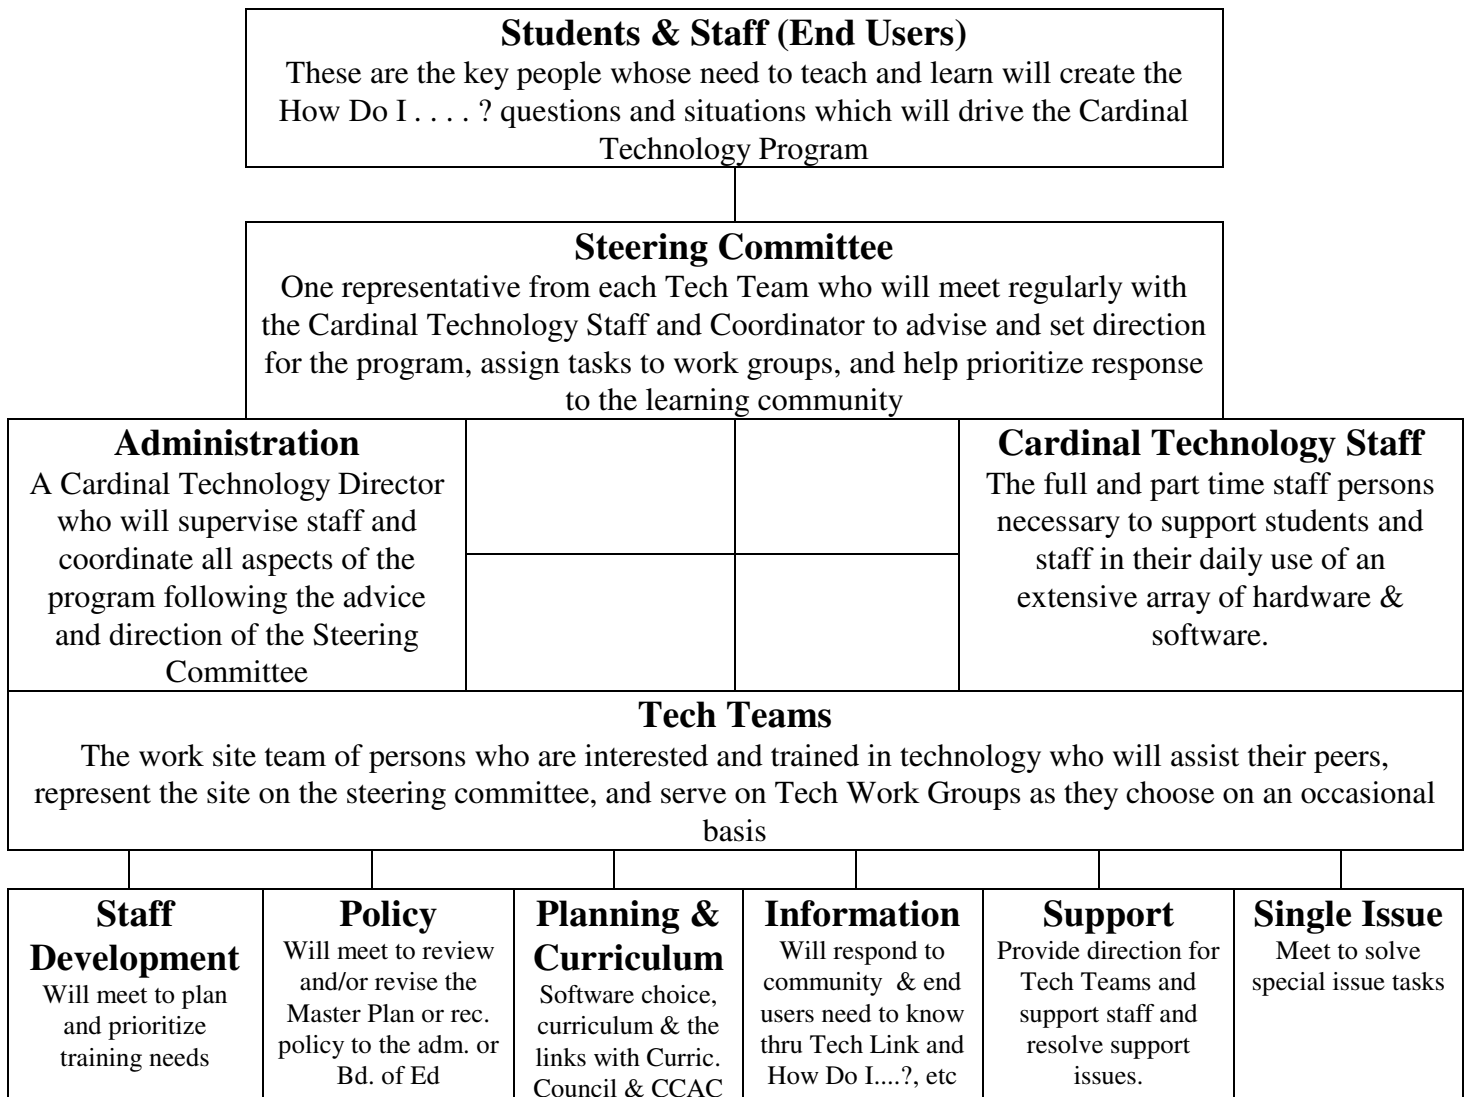 Students & Staff (End Users)
These are the key people whose need to teach and learn will create the
How Do I . . . . ? questions and situations which will drive the Cardinal
Technology Program
Steering Committee
One representative from each Tech Team who will meet regularly with
the Cardinal Technology Staff and Coordinator to advise and set direction
for the program, assign tasks to work groups, and help prioritize response
to the learning community
Administration
A Cardinal Technology Director
who will supervise staff and
coordinate all aspects of the
program following the advice
and direction of the Steering
Committee
Cardinal Technology Staff
The full and part time staff persons
necessary to support students and
staff in their daily use of an
extensive array of hardware &
software.
Tech Teams
The work site team of persons who are interested and trained in technology who will assist their peers,
represent the site on the steering committee, and serve on Tech Work Groups as they choose on an occasional
basis
Staff
Development
Will meet to plan
and prioritize
training needs
Policy
Will meet to review
and/or revise the
Master Plan or rec.
policy to the adm. or
Bd. of Ed
Planning &
Curriculum
Software choice,
curriculum & the
links with Curric.
Council & CCAC
Information
Will respond to
community & end
users need to know
thru Tech Link and
How Do I....?, etc
Support
Provide direction for
Tech Teams and
support staff and
resolve support
issues.
Single Issue
Meet to solve
special issue tasks